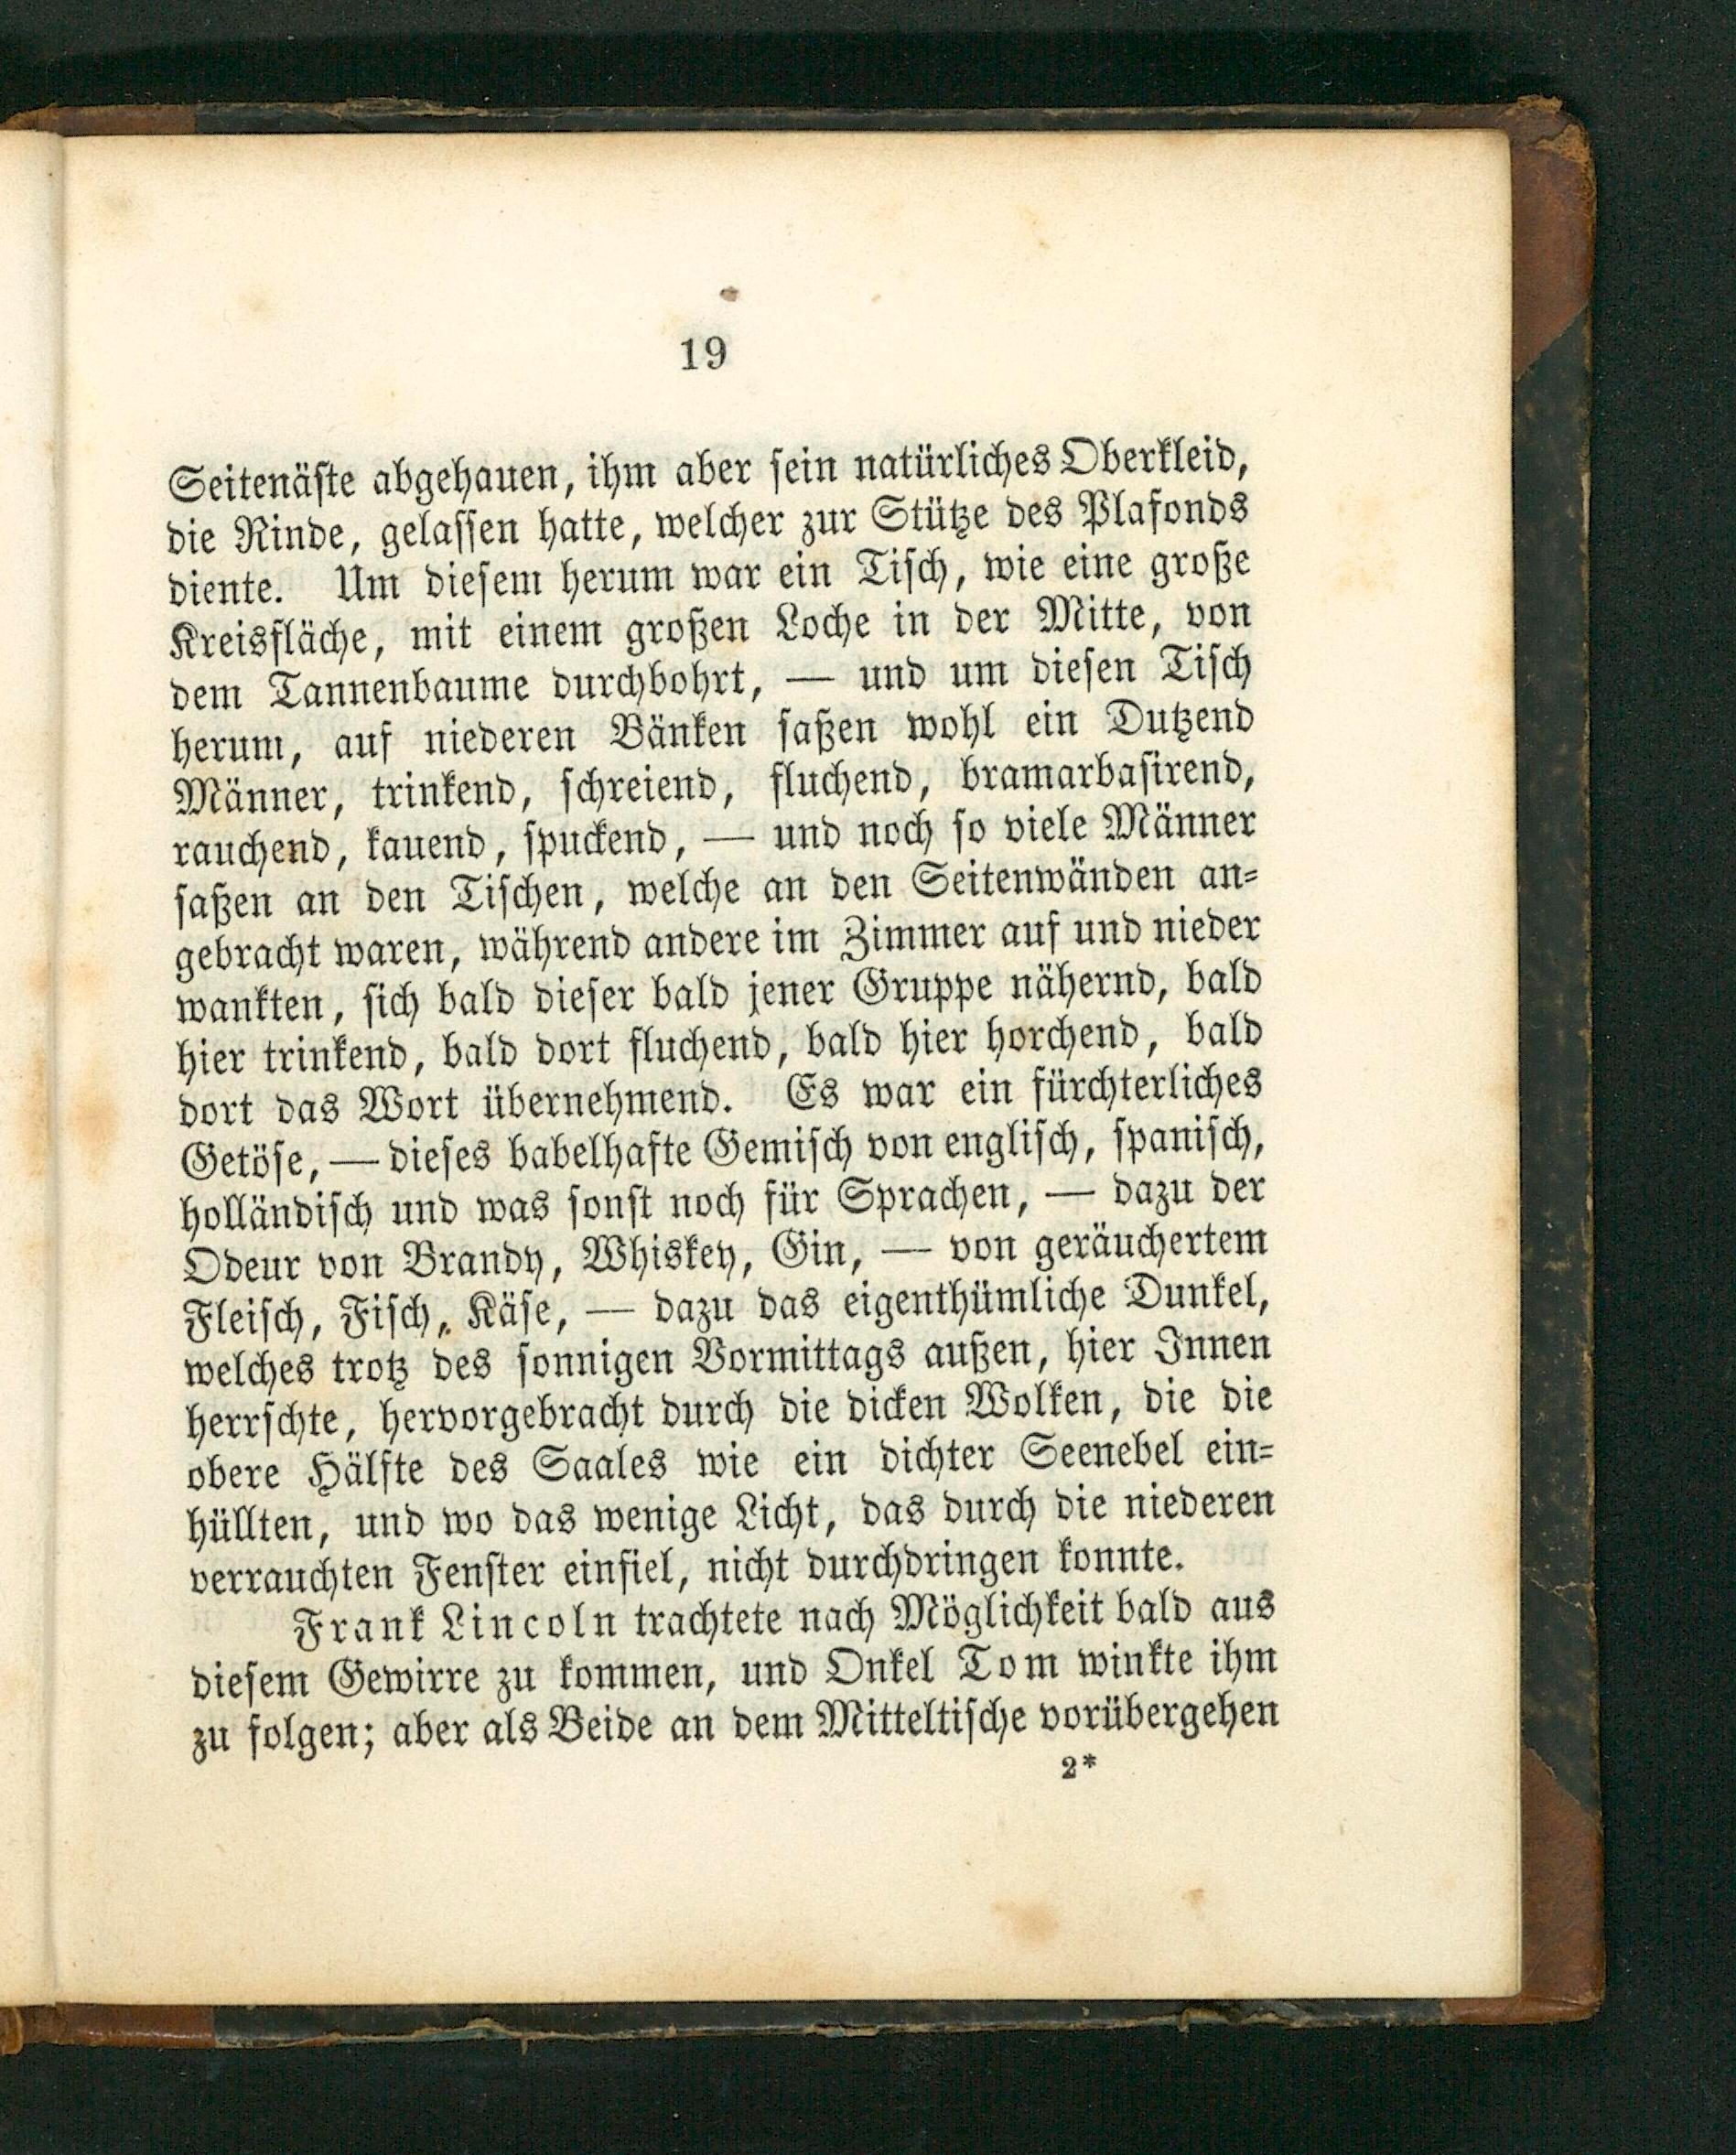 19
Seitenäste abgehauen, ihm aber sein natürliches Oberkleid,
die Rinde, gelassen hatte, welcher zur Stütze des Plafonds
diente. Um diesem herum war ein Tisch, wie eine große
Kreisfläche, mit einem großen Loche in der Mitte, von
dem Tannenbaume durchbohrt, — und um diesen Tisch
herum, auf niederen Bänken saßen wohl ein Dutzend
Männer, trinkend, schreiend, fluchend, bramarbasirend,
rauchend, kauend, spuckend, — und noch so viele Männer
saßen an den Tischen, welche an den Seitenwänden an-
gebracht waren, während andere im Zimmer auf und nieder
wankten, sich bald dieser bald jener Gruppe nähernd, bald
hier trinkend, bald dort fluchend, bald hier horchend, bald
dort das Wort übernehmend. Es war ein fürchterliches
Getöse, — dieses babelhafte Gemisch von englisch, spanisch,
holländisch und was sonst noch für Sprachen, — dazu der
Odeur von Brandy, Whiskey, Gin, — von geräuchertem
Fleisch, Fisch, Käse, — dazu das eigenthümliche Dunkel,
welches trotz des sonnigen Vormittags außen, hier Innen
herrschte, hervorgebracht durch die dicken Wolken, die die
obere Hälfte des Saales wie ein dichter Seenebel ein-
hüllten, und wo das wenige Licht, das durch die niederen
verrauchten Fenster einfiel, nicht durchdringen konnte.
Frank Lincoln trachtete nach Möglichkeit bald aus
diesem Gewirre zu kommen, und Onkel Tom winkte ihm
zu folgen; aber als Beide an dem Mitteltische vorübergehen
2*